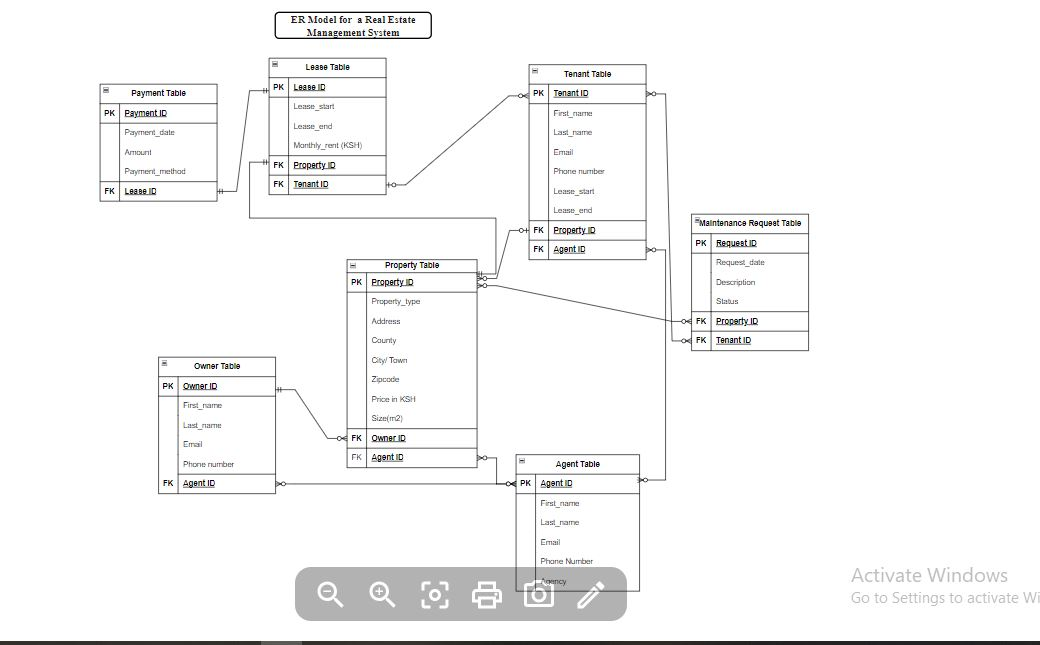 ER Model for a Real Estate
Management System
Payment Table
PK Payment ID
Payment_date
Amount
Payment_method
FK Lease ID
Lease Table
PK Lease ID
Lease_start
Lease_end
Monthly_rent (KSH)
FK Property ID
FK Tenant ID
Tenant Table
PK Tenant ID
First_name
Last_name
Email
Phone number
Lease_start
Lease_end
FK Property ID
FK Agent ID
Maintenance Request Table
PK Request ID
Request_date
Description
Status
FK Property ID
FK Tenant ID
Property Table
PK Property ID
Property_type
Address
County
City/ Town
Zipcode
Price in KSH
Size(m2)
FK Owner ID
FK Agent ID
Owner Table
PK Owner ID
First_name
Last_name
Email
Phone number
FK Agent ID
Agent Table
PK Agent ID
First_name
Last_name
Email
Phone Number
Agency
Activate Windows
Go to Settings to activate Wi